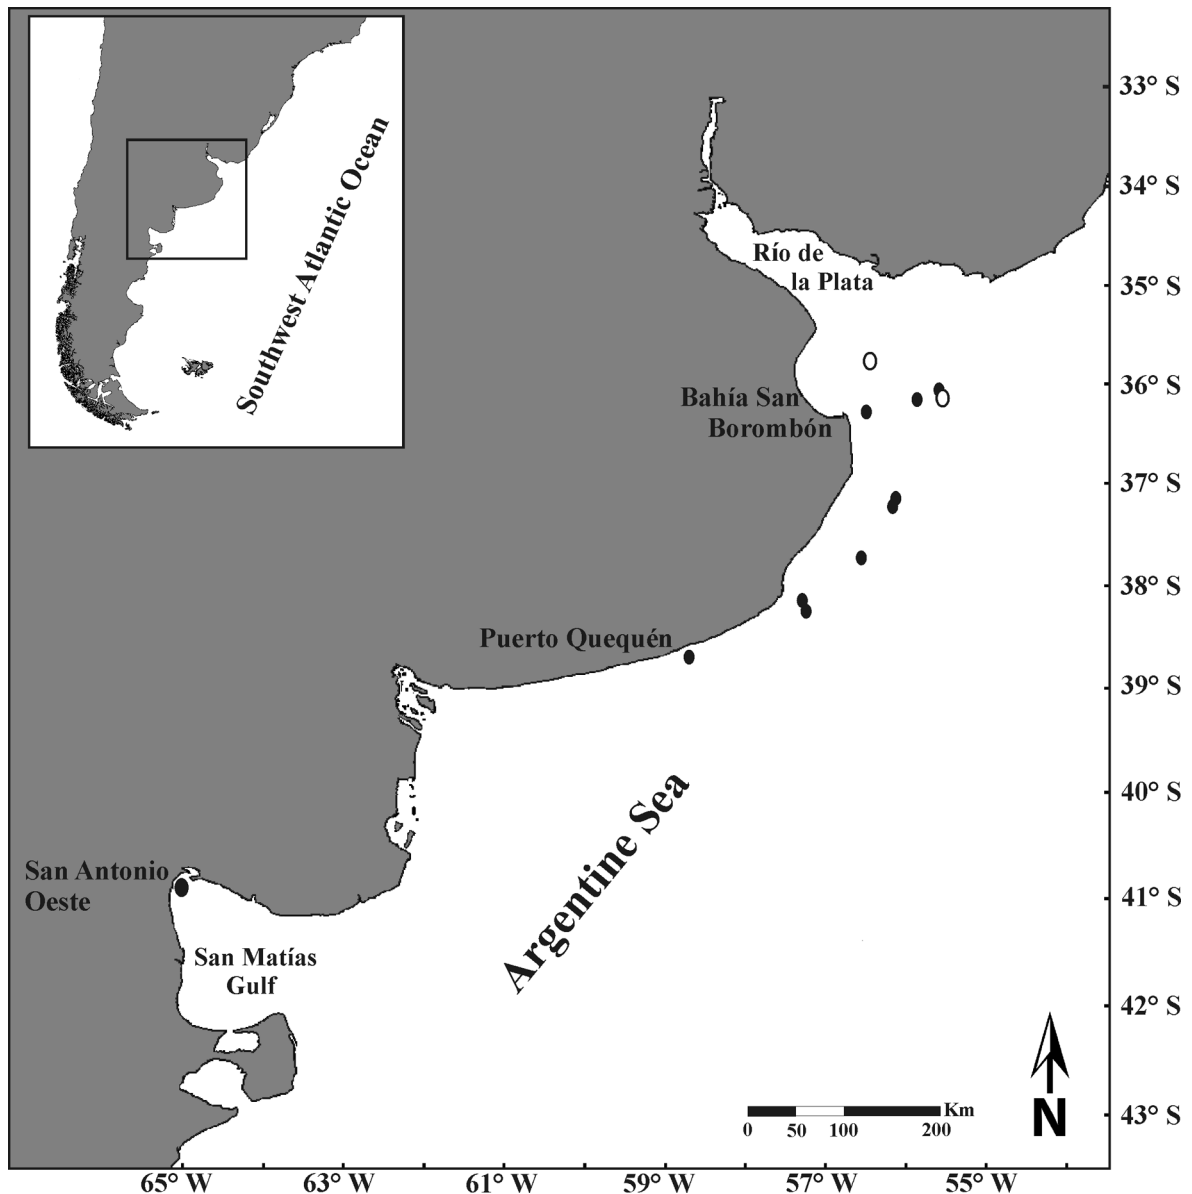 Southwest Atlantic Ocean
33° S
34° S
35° S
36° S
37° S
38° S
39° S
40° S
41° S
42° S
43° S
Río de
la Plata
Bahía San
Borombón
Puerto Quequén
Argentine Sea
San Antonio
Oeste
San Matías
Gulf
N
Km
0 50 100 200
65° W 63° W 61° W 59° W 57° W 55° W